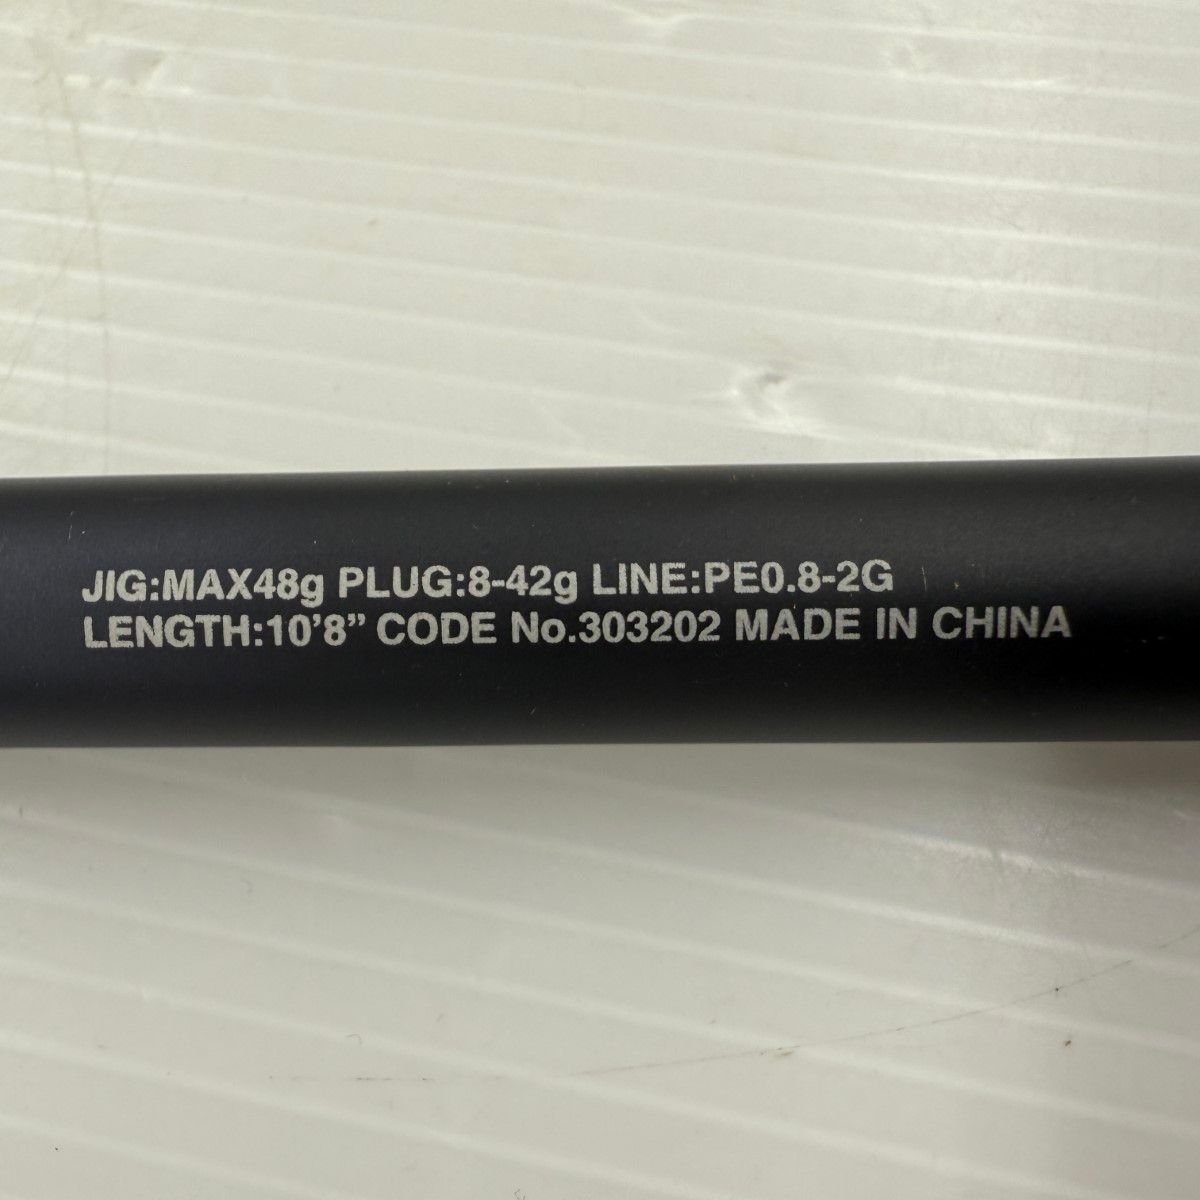 JIG:MAX48g PLUG:8-42g LINE:PE0.8-2G
LENGTH:10'8” CODE No.303202 MADE IN CHINA